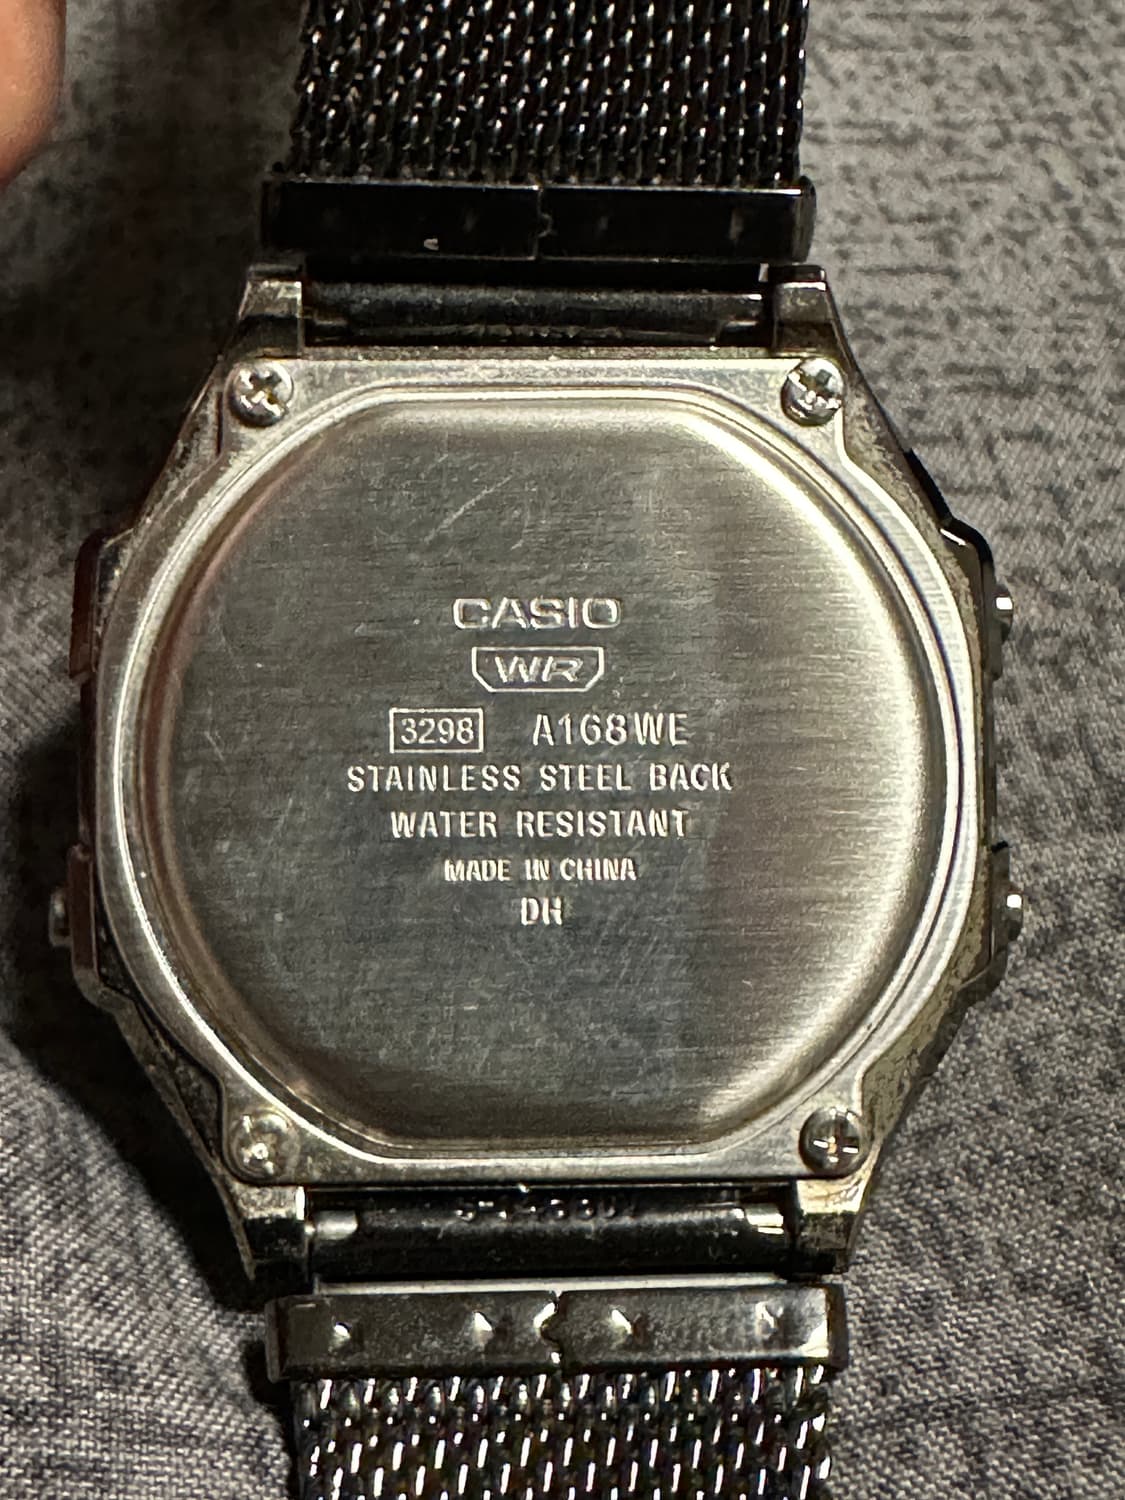 CASIO
WR
3298 A168WE
STAINLESS STEEL BACK
WATER RESISTANT
MADE IN CHINA
DH